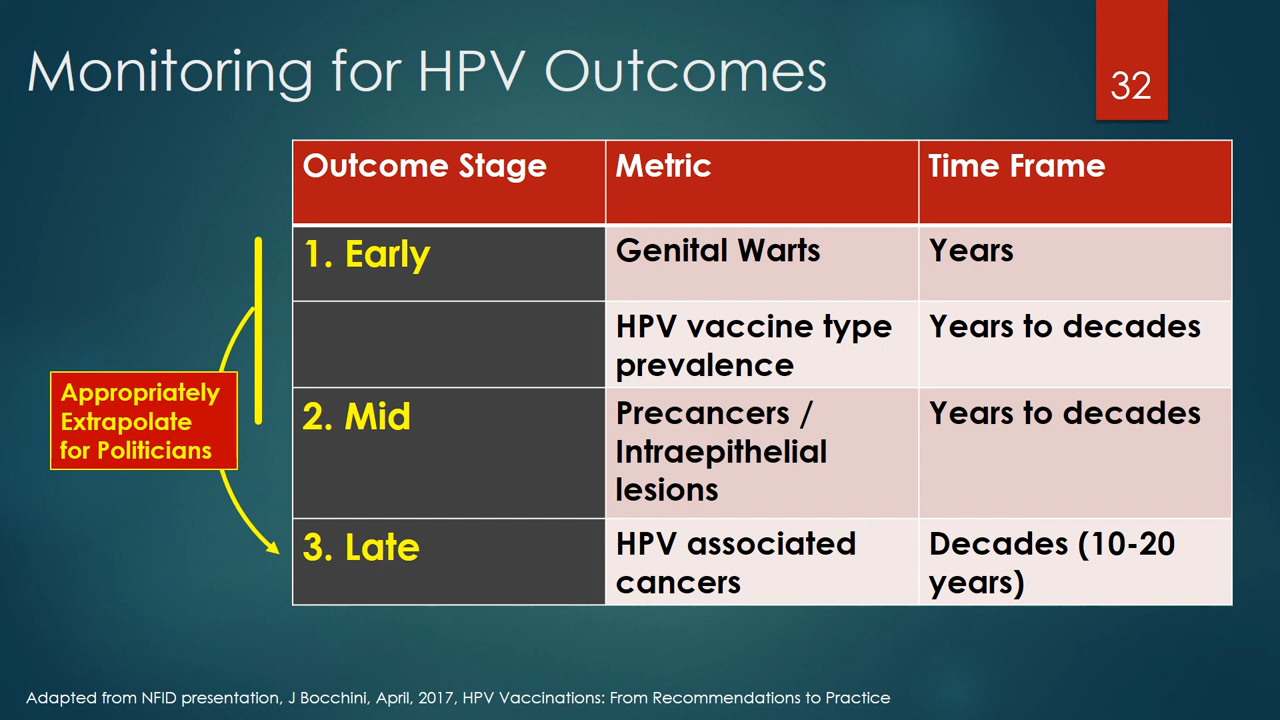 Monitoring for HPV Outcomes
32
Outcome Stage
Metric
Time Frame
1. Early
Genital Warts
Years
HPV vaccine type
prevalence
Years to decades
2. Mid
Precancers /
Intraepithelial
lesions
Years to decades
3. Late
HPV associated
cancers
Decades (10-20
years)
Appropriately
Extrapolate
for Politicians
Adapted from NFID presentation, J Bocchini, April, 2017, HPV Vaccinations: From Recommendations to Practice